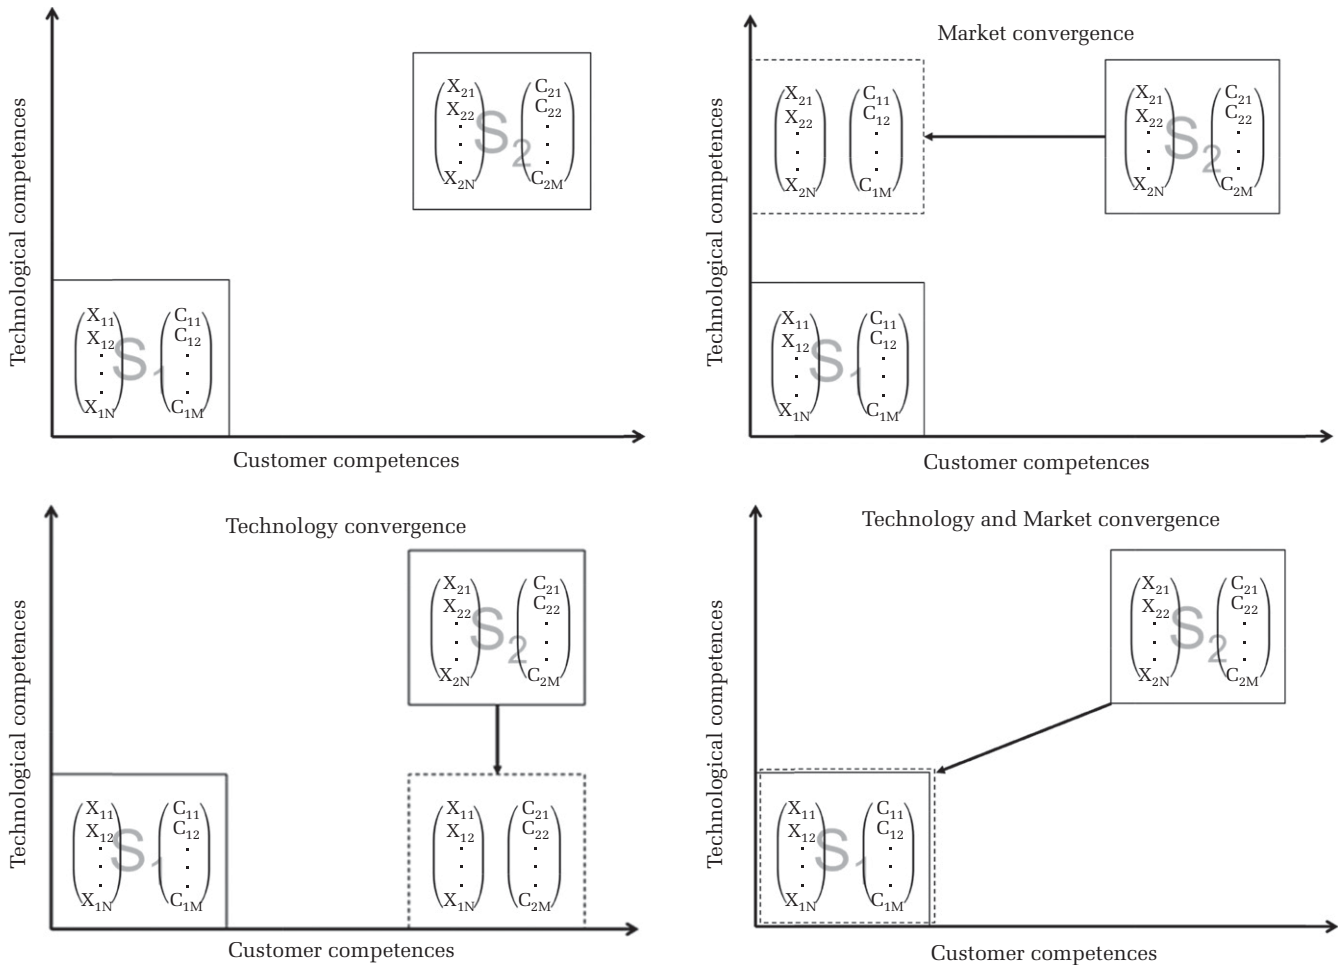 Technological competences
X21
X22
X2N
S2
C21
C22
C2M
X11
X12
X1N
S1
C11
C12
C1M
Customer competences
Market convergence
Technological competences
X21
X22
X2N
C11
C12
C1M
X21
X22
X2N
S2
C21
C22
C2M
X11
X12
X1N
S1
C11
C12
C1M
Customer competences
Technology convergence
Technological competences
X21
X22
X2N
S2
C21
C22
C2M
X11
X12
X1N
S1
C11
C12
C1M
X11
X12
X1N
C21
C22
C2M
Customer competences
Technology and Market convergence
Technological competences
X21
X22
X2N
S2
C21
C22
C2M
X11
X12
X1N
S1
C11
C12
C1M
Customer competences